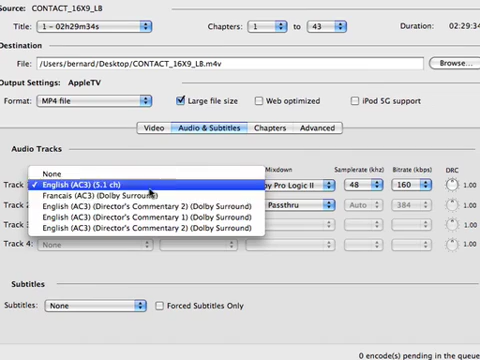 Source: CONTACT_16X9_LB
Title: 1 - 02h29m34s Chapters: 1 to 43 Duration: 02:29:34
Destination
File: /Users/bernard/Desktop/CONTACT_16X9_LB.m4v Browse...
Output Settings: AppleTV
Format: MP4 file Large file size Web optimized iPod 5G support
Video Audio & Subtitles Chapters Advanced
Audio Tracks
Mixdown Samplerate (khz) Bitrate (kbps) DRC
None
Track English (AC3) (5.1 ch) by Pro Logic II 48 160 1.00
Francais (AC3) (Dolby Surround)
Track 2 English (AC3) (Director's Commentary 2) (Dolby Surround) Passthru Auto 384 1.00
English (AC3) (Director's Commentary 1) (Dolby Surround)
Track 3 English (AC3) (Director's Commentary 2) (Dolby Surround) 1.00
Track 4: None 1.00
Subtitles
Subtitles: None Forced Subtitles Only
0 encode(s) pending in the queue